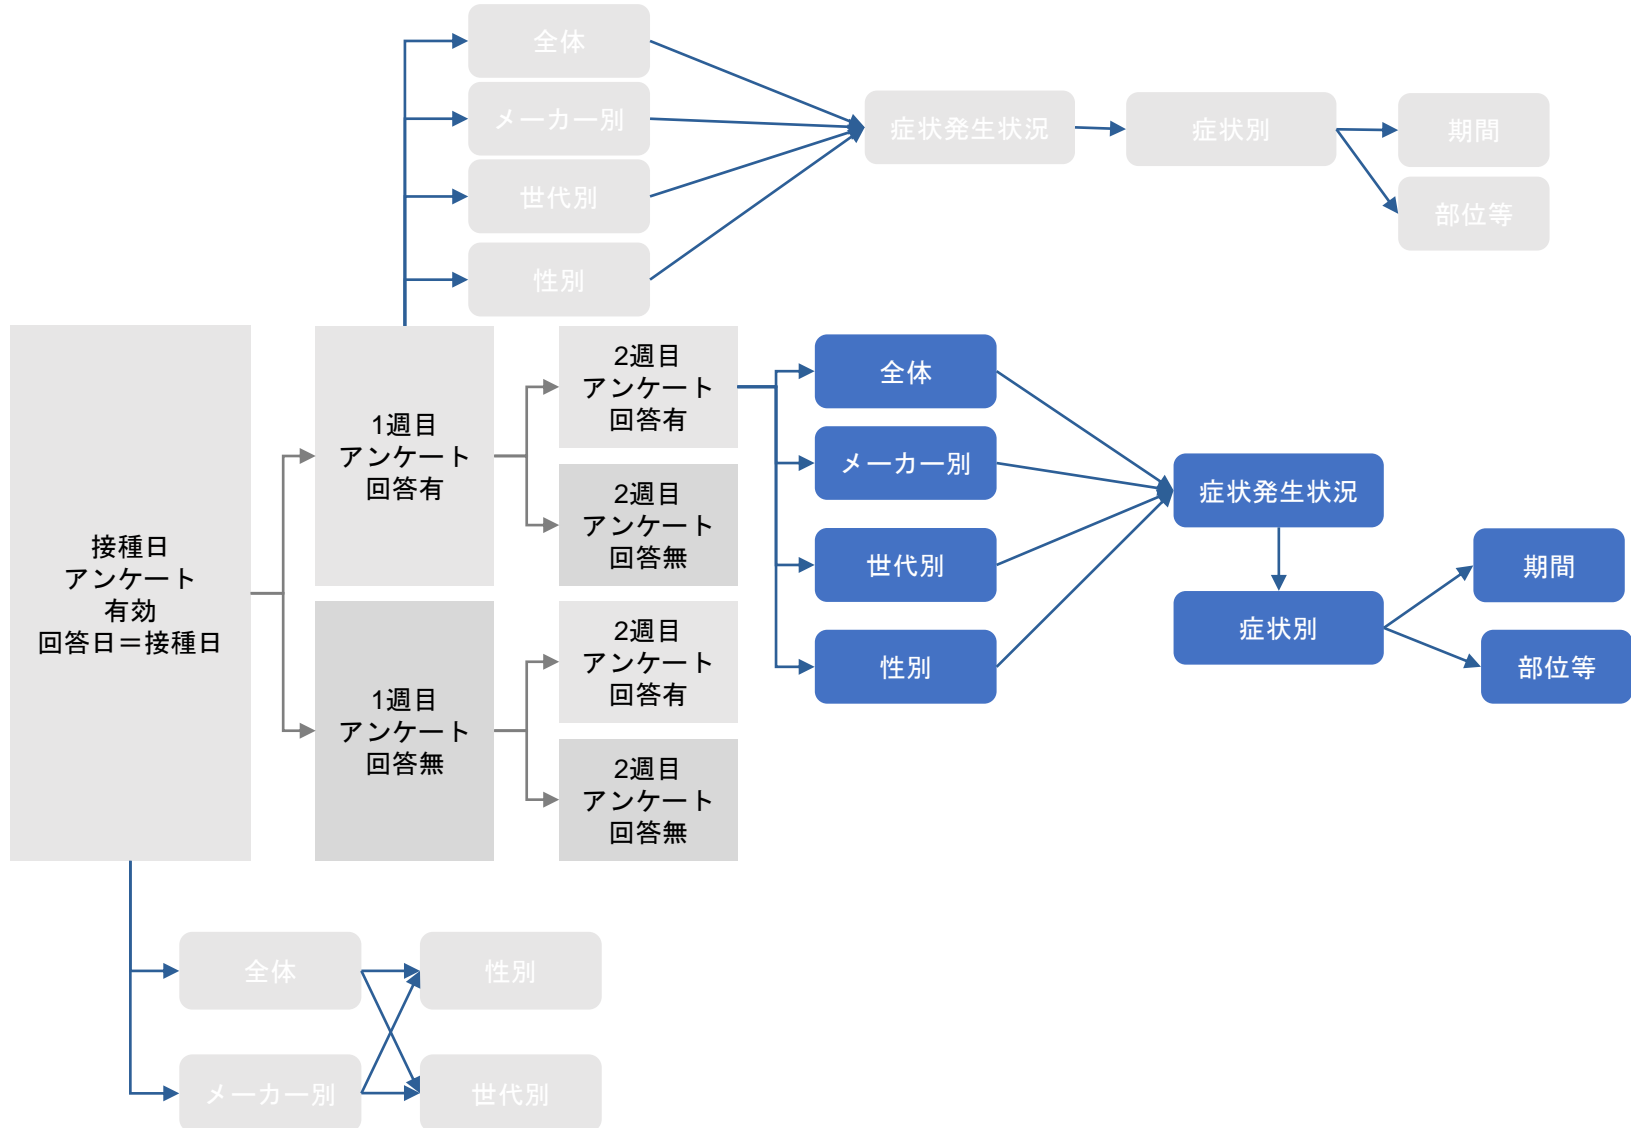 全体
メーカー別
世代別
性別
症状発生状況
症状別
期間
部位等
接種日
アンケート
有効
回答日＝接種日
1週目
アンケート
回答有
1週目
アンケート
回答無
2週目
アンケート
回答有
2週目
アンケート
回答無
2週目
アンケート
回答有
2週目
アンケート
回答無
全体
メーカー別
世代別
性別
症状発生状況
症状別
期間
部位等
全体
性別
メーカー別
世代別